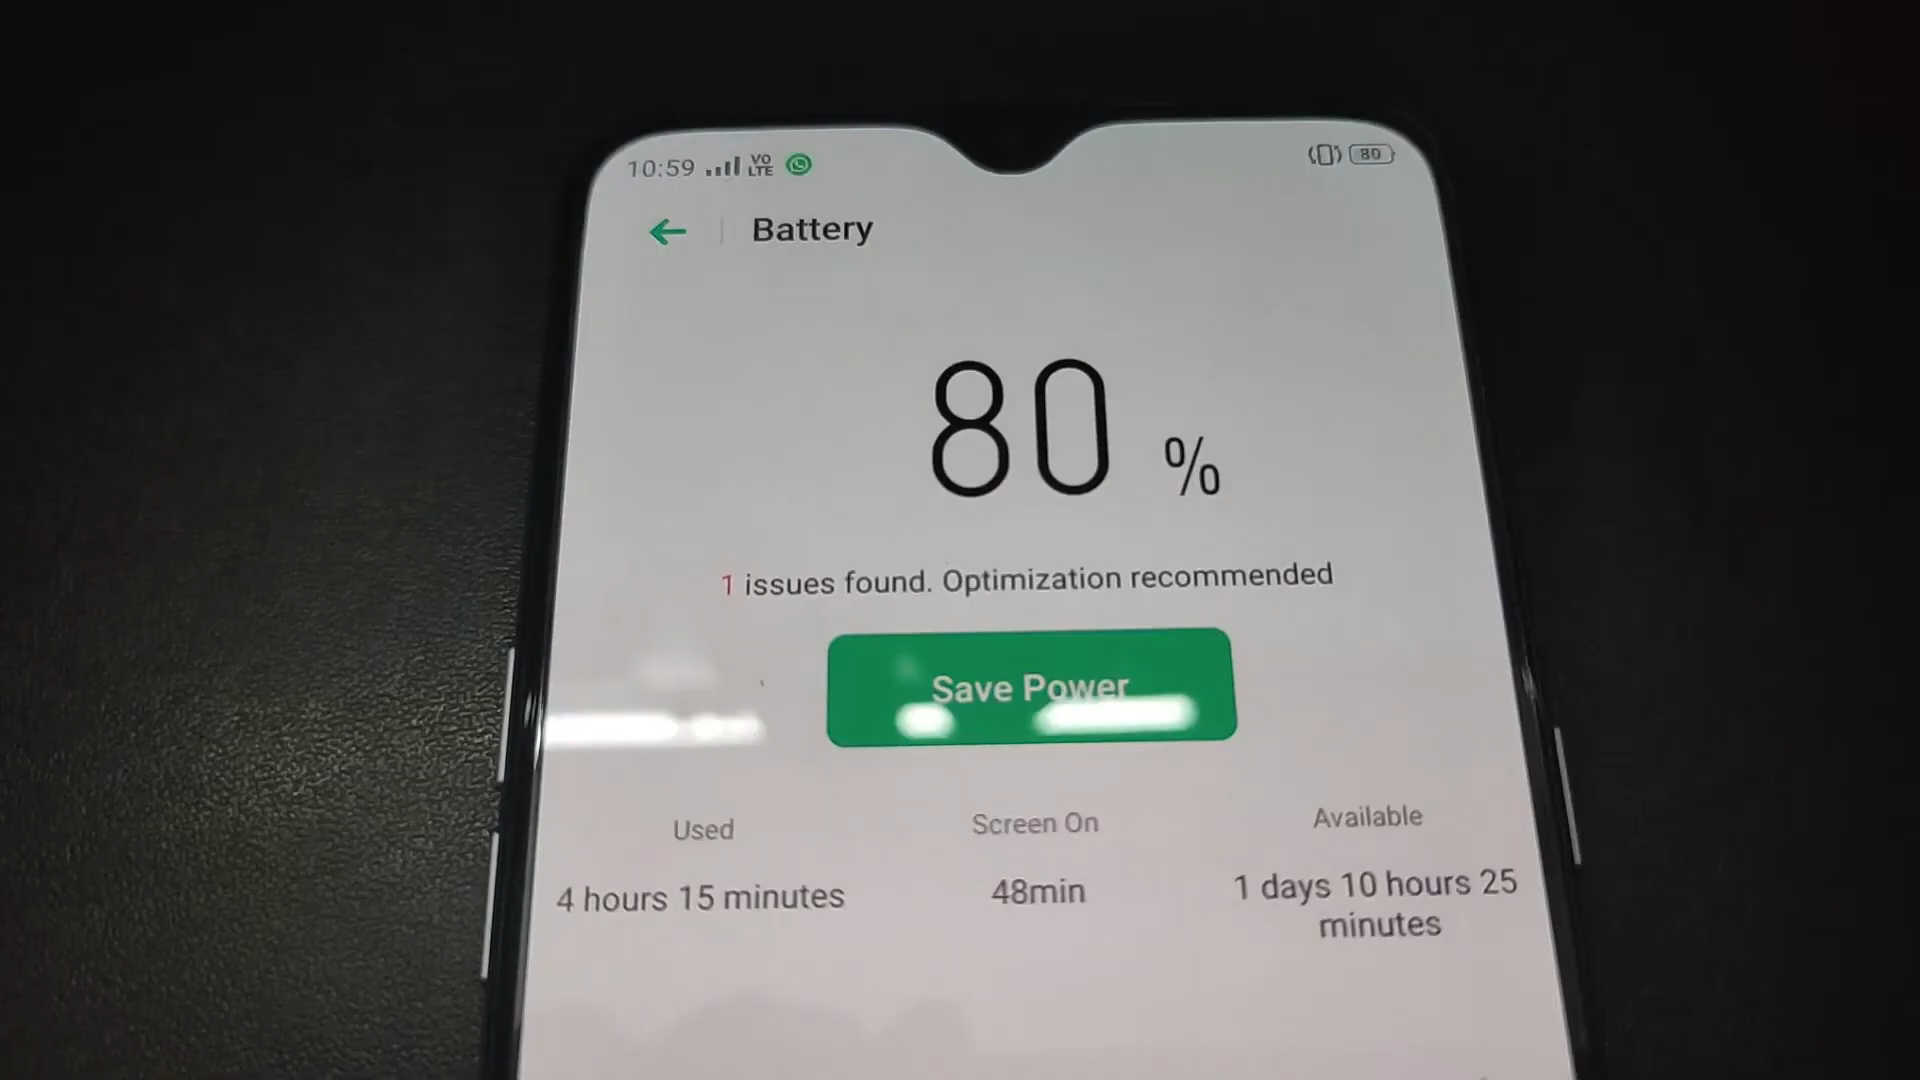 10:59 VO LTE 80
Battery
80 %
1 issues found. Optimization recommended
Save Power
Used Screen On Available
4 hours 15 minutes 48min 1 days 10 hours 25
minutes